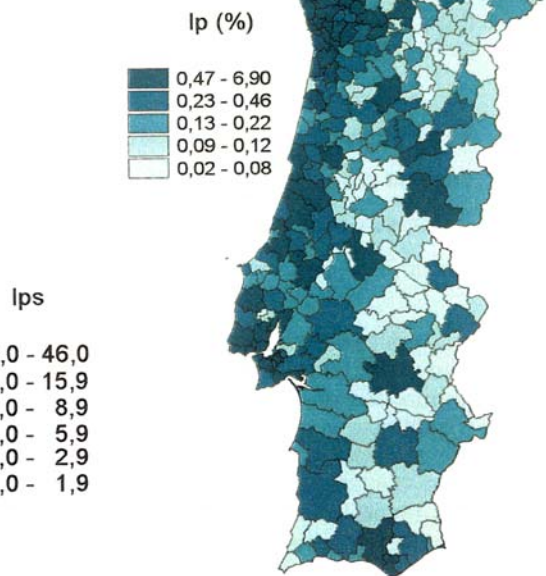 Ip (%)
0,47 - 6,90
0,23 - 0,46
0,13 - 0,22
0,09 - 0,12
0,02 - 0,08
Ips
,0 - 46,0
,0 - 15,9
,0 - 8,9
,0 - 5,9
,0 - 2,9
,0 - 1,9